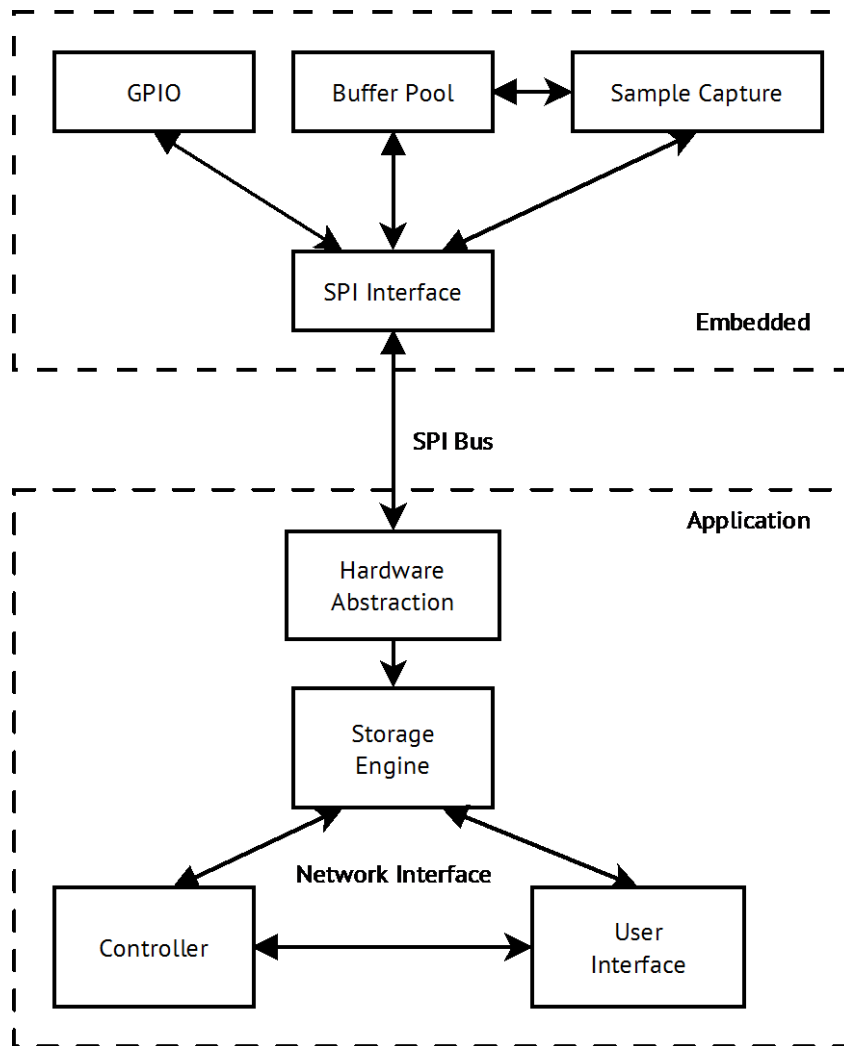 GPIO
Buffer Pool
Sample Capture
SPI Interface
Embedded
SPI Bus
Application
Hardware
Abstraction
Storage
Engine
Network Interface
Controller
User
Interface